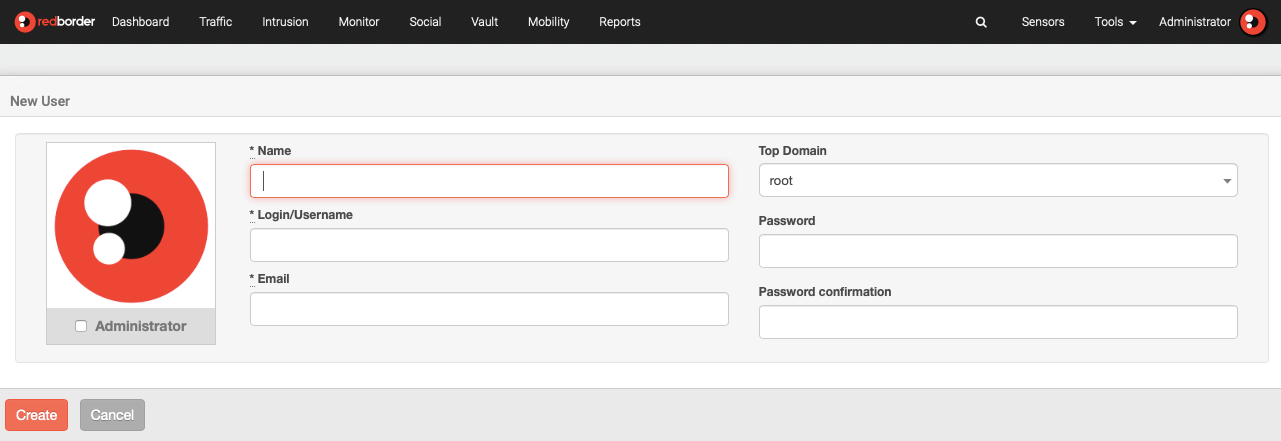 redborder Dashboard Traffic Intrusion Monitor Social Vault Mobility Reports Sensors Tools Administrator
New User
* Name
* Login/Username
* Email
Administrator
Top Domain
root
Password
Password confirmation
Create Cancel